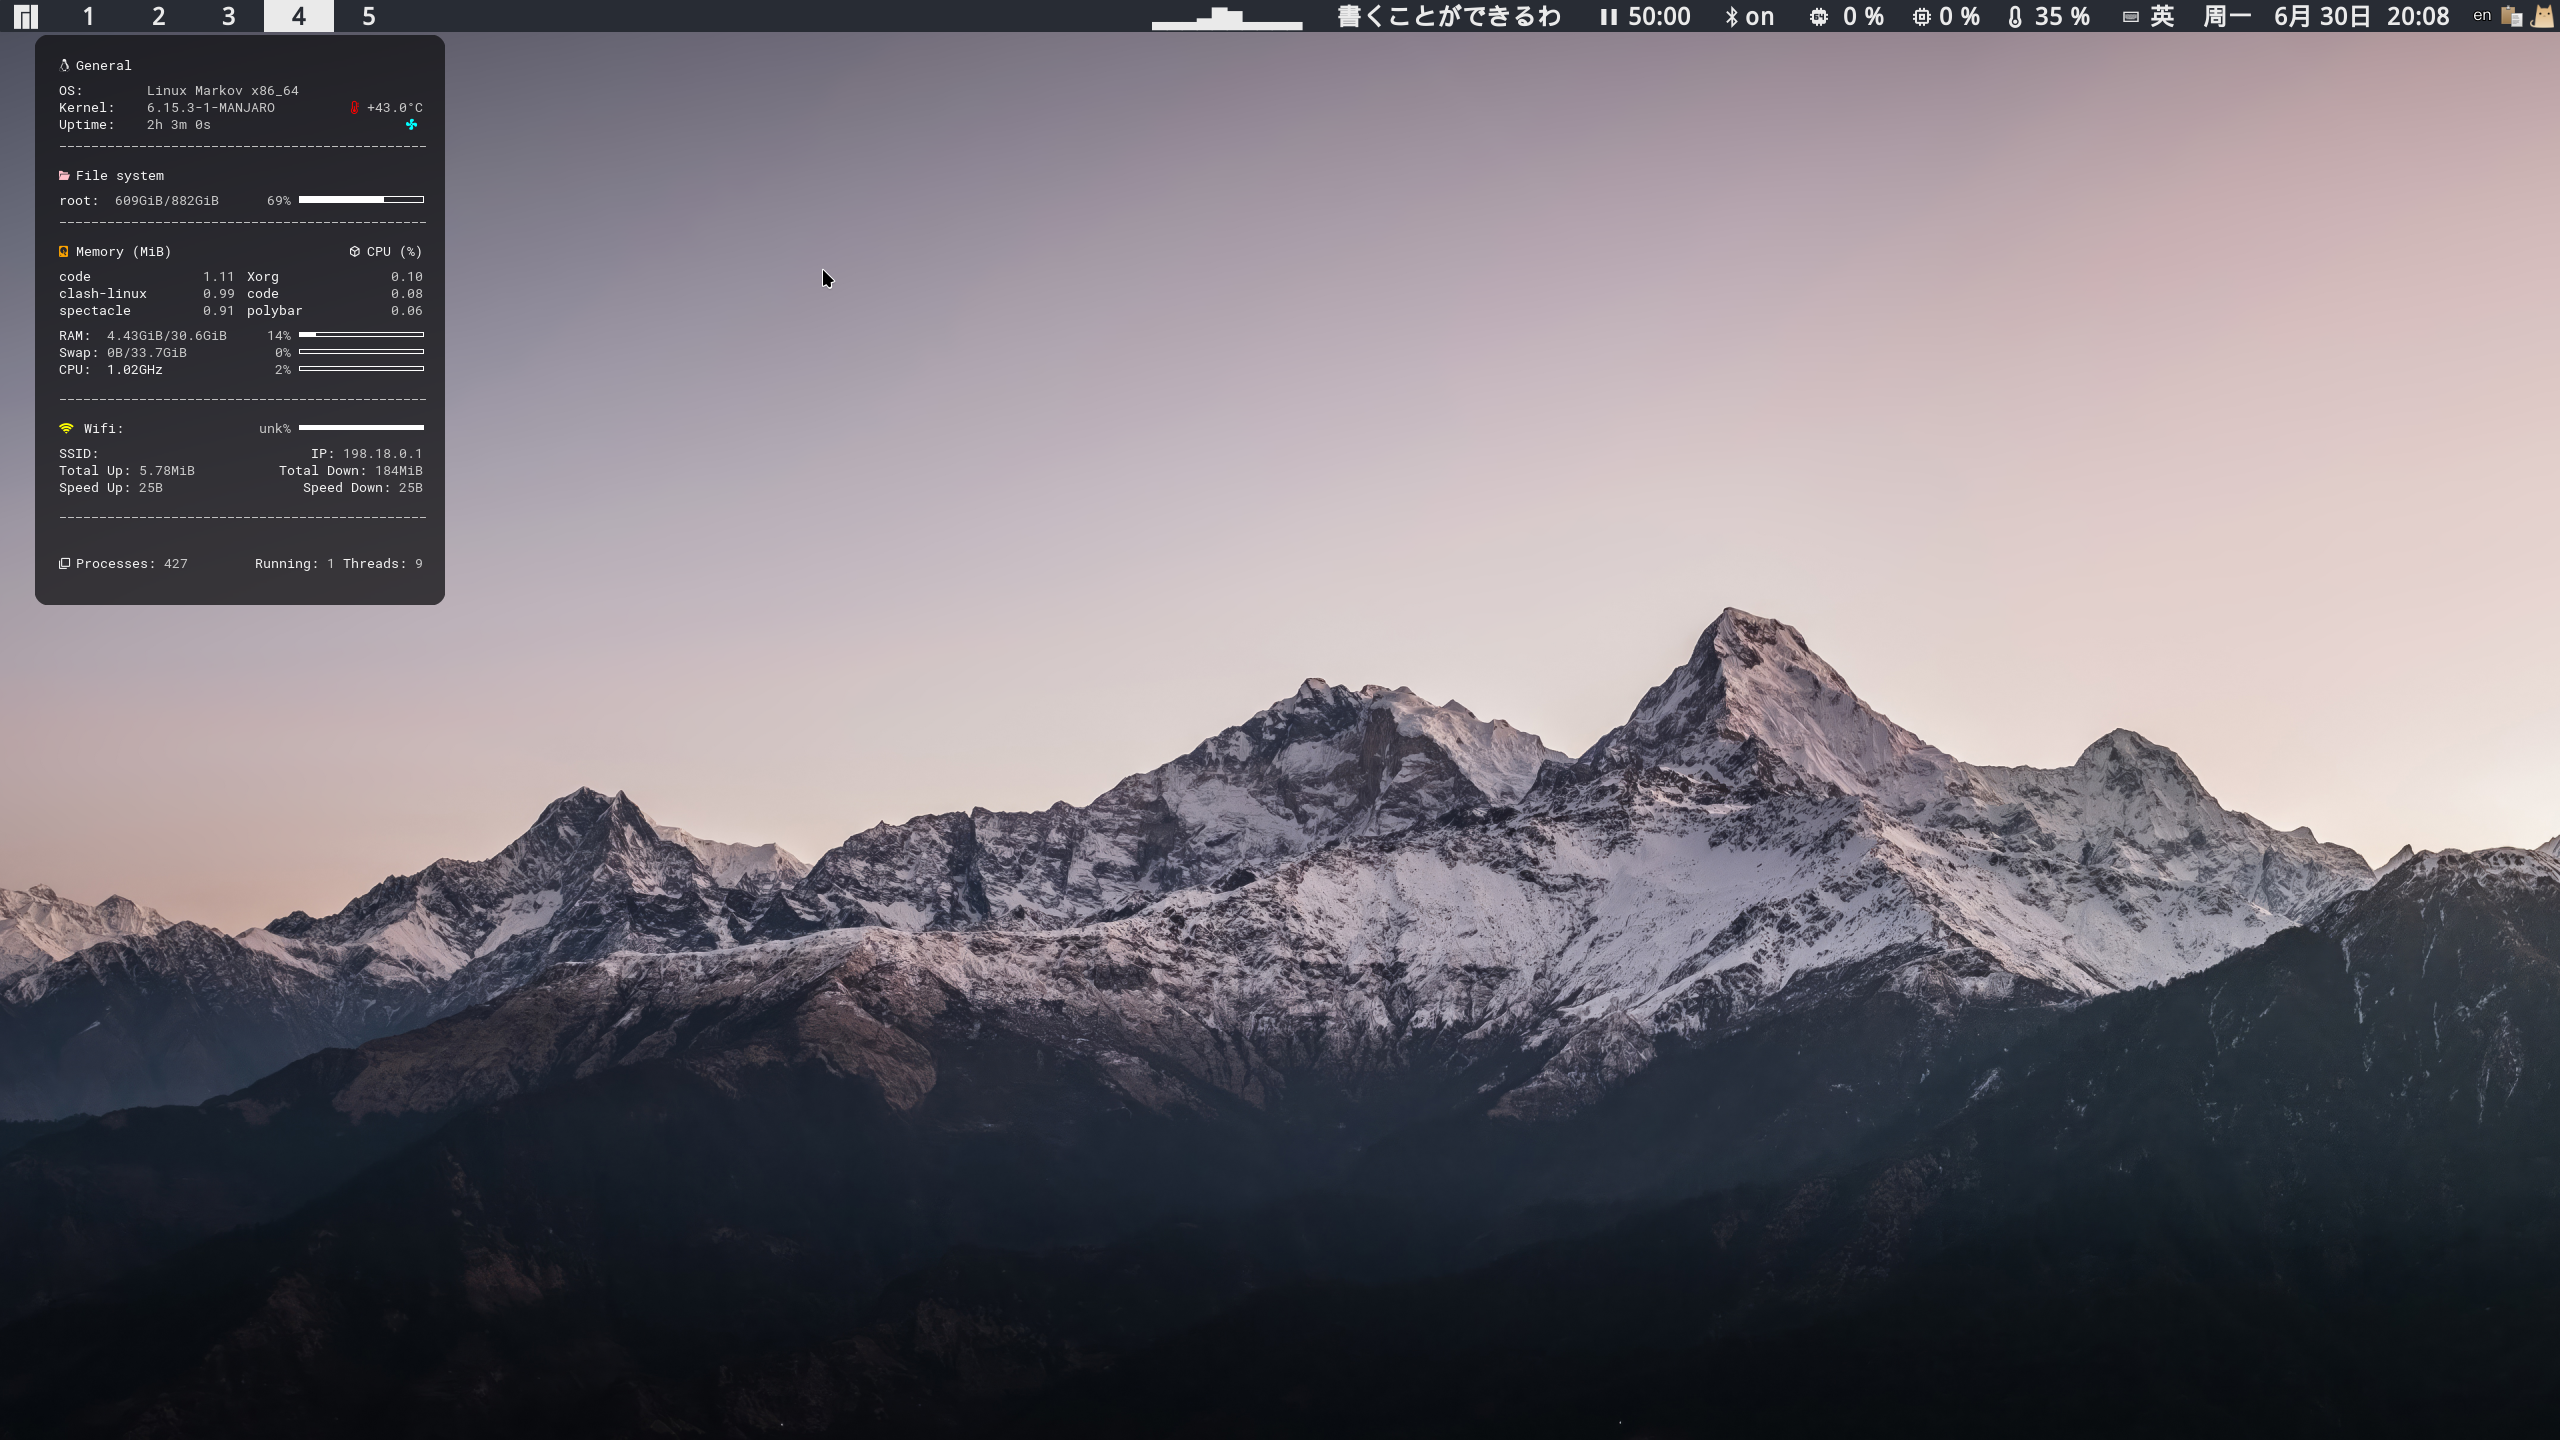 1 2 3 4 5 書くことができるわ 50:00 on 0 % 0 % 35 % 英 周一 6月 30日 20:08 en
General
OS: Linux Markov x86_64
Kernel: 6.15.3-1-MANJARO +43.0°C
Uptime: 2h 3m 0s
File system
root: 609GiB/882GiB 69%
Memory (MiB) CPU (%)
code 1.11 Xorg 0.10
clash-linux 0.99 code 0.08
spectacle 0.91 polybar 0.06
RAM: 4.43GiB/30.6GiB 14%
Swap: 0B/33.7GiB 0%
CPU: 1.02GHz 2%
Wifi: unk%
SSID: IP: 198.18.0.1
Total Up: 5.78MiB Total Down: 184MiB
Speed Up: 25B Speed Down: 25B
Processes: 427 Running: 1 Threads: 9